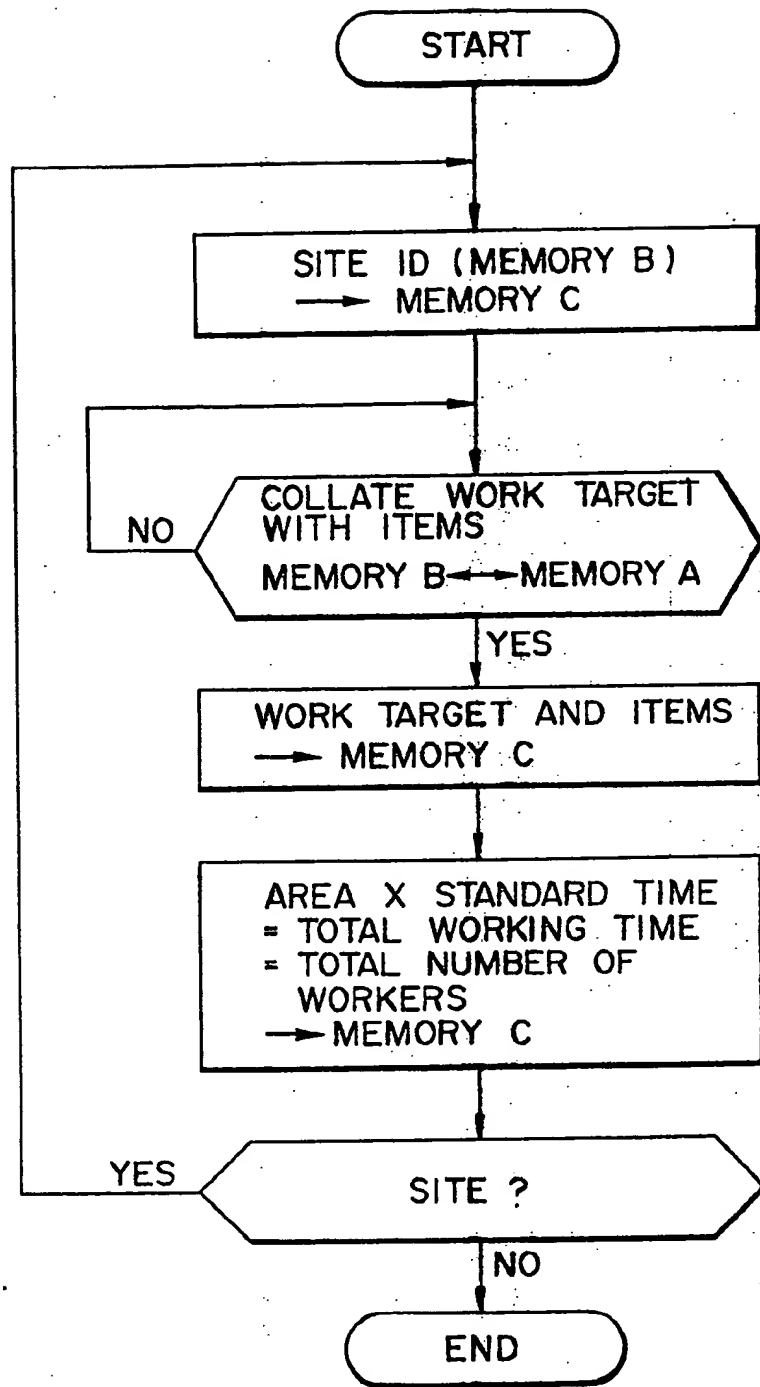 START
SITE ID (MEMORY B)
→ MEMORY C
COLLATE WORK TARGET
WITH ITEMS
NO
MEMORY B↔MEMORY A
YES
WORK TARGET AND ITEMS
→ MEMORY C
AREA X STANDARD TIME
= TOTAL WORKING TIME
= TOTAL NUMBER OF
WORKERS
→ MEMORY C
YES
SITE ?
NO
END